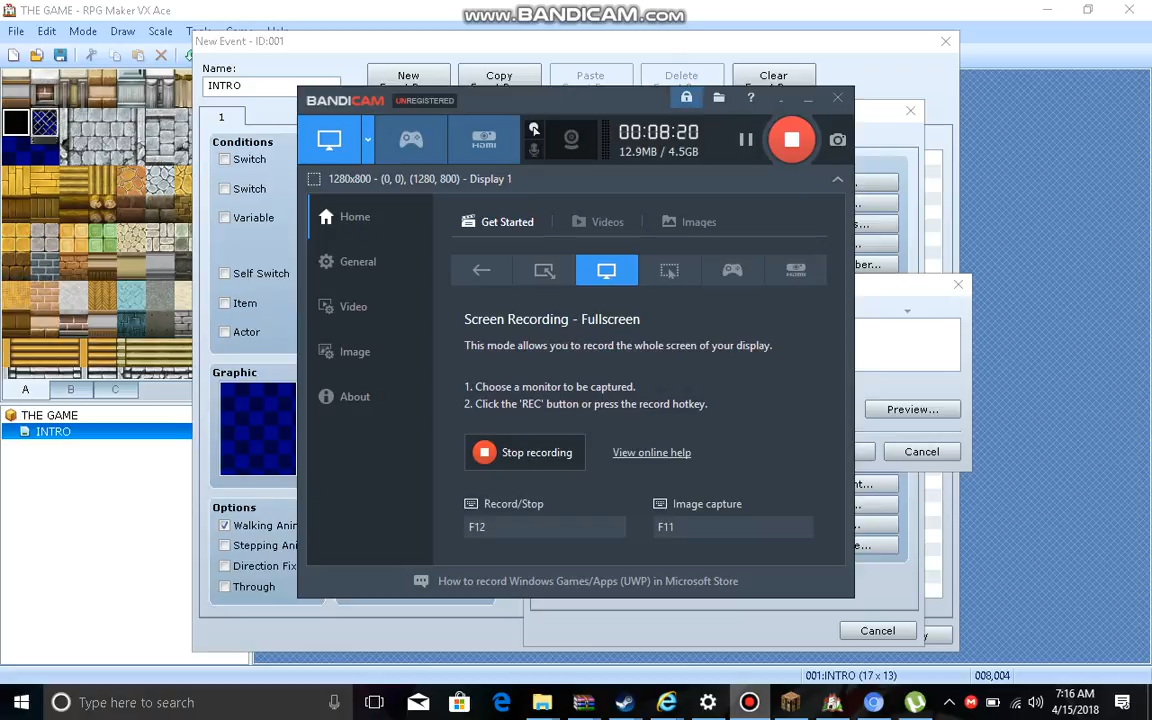 THE GAME - RPG Maker VX Ace
www.BANDICAM.com
File Edit Mode Draw Scale
New Event - ID:001
Name:
INTRO
New
Copy
Paste
Delete
Clear
1
Conditions
Switch
Switch
Variable
Self Switch
Item
Actor
Graphic
Options
Walking Ani
Stepping Ani
Direction Fix
Through
BANDICAM UNREGISTERED
?
HDMI
00:08:20
12.9MB / 4.5GB
1280x800 - (0, 0), (1280, 800) - Display 1
Home
General
Video
Image
About
Get Started
Videos
Images
HDMI
Screen Recording - Fullscreen
This mode allows you to record the whole screen of your display.
1. Choose a monitor to be captured.
2. Click the 'REC' button or press the record hotkey.
Stop recording
View online help
Record/Stop
Image capture
F12
F11
How to record Windows Games/Apps (UWP) in Microsoft Store
ber...
Preview...
Cancel
Cancel
A B C
THE GAME
INTRO
001:INTRO (17 x 13)
008,004
Type here to search
7:16 AM
4/15/2018